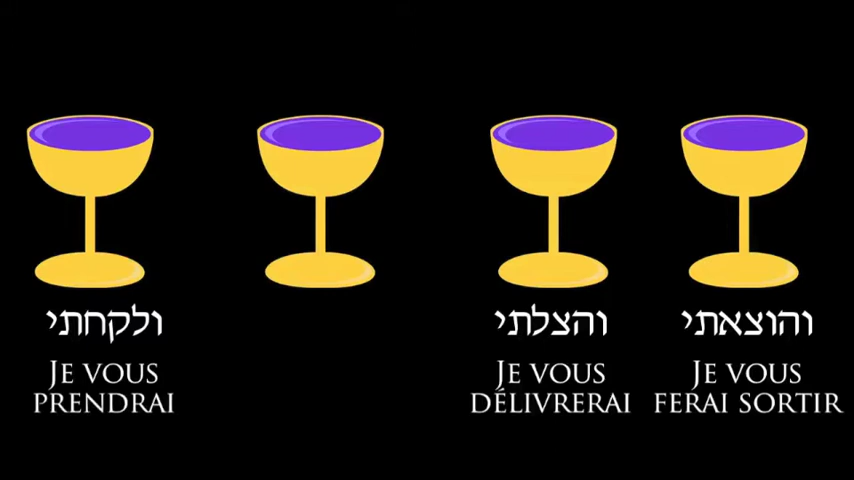 ולקחתי
Je vous
prendrai
והצלתי
Je vous
délivrerai
והוצאתי
Je vous
ferai sortir